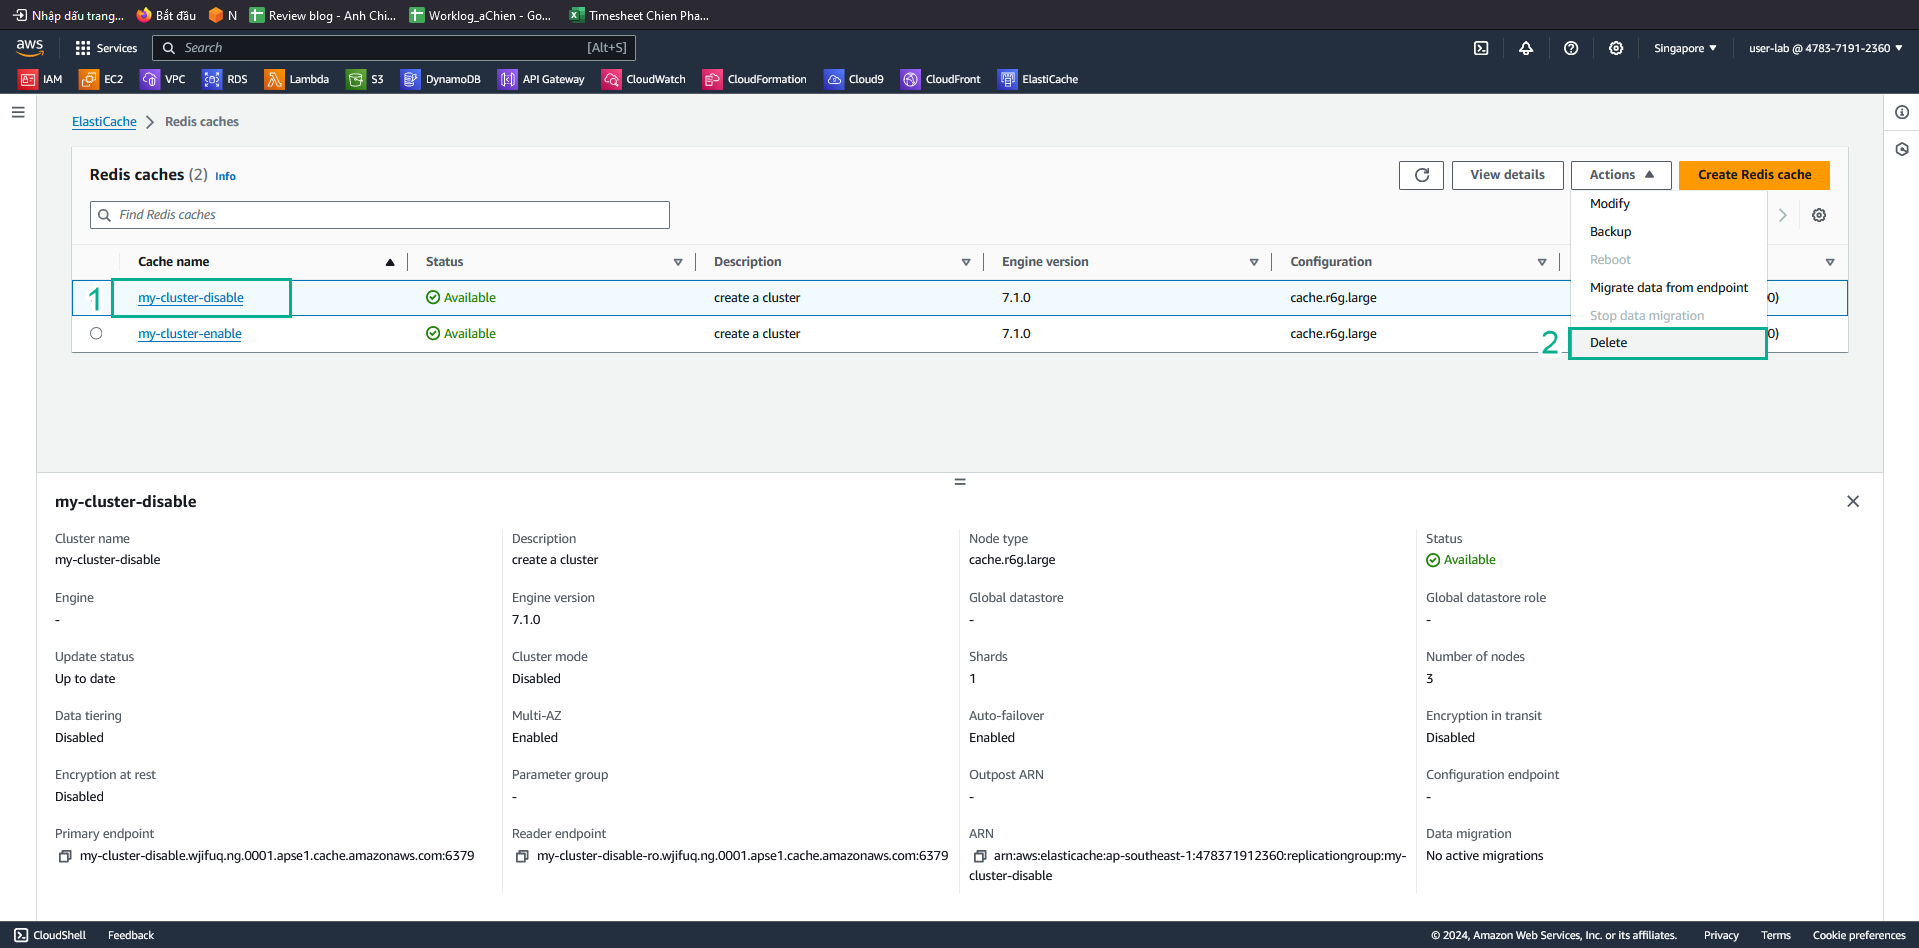 Nhập dấu trang... Bắt đầu N Review blog - Anh Chi... Worklog_aChien - Go... Timesheet Chien Pha...
aws Services Search [Alt+S] Singapore user-lab @ 4783-7191-2360
IAM EC2 VPC RDS Lambda S3 DynamoDB API Gateway CloudWatch CloudFormation Cloud9 CloudFront ElastiCache
ElastiCache Redis caches
Redis caches (2) Info View details Actions Create Redis cache
Find Redis caches
Modify
Backup
Reboot
Migrate data from endpoint
Stop data migration
2 Delete
Cache name Status Description Engine version Configuration
1 my-cluster-disable Available create a cluster 7.1.0 cache.r6g.large 0)
my-cluster-enable Available create a cluster 7.1.0 cache.r6g.large 0)
my-cluster-disable
Cluster name Description Node type Status
my-cluster-disable create a cluster cache.r6g.large Available
Engine Engine version Global datastore Global datastore role
- 7.1.0 - -
Update status Cluster mode Shards Number of nodes
Up to date Disabled 1 3
Data tiering Multi-AZ Auto-failover Encryption in transit
Disabled Enabled Enabled Disabled
Encryption at rest Parameter group Outpost ARN Configuration endpoint
Disabled - - -
Primary endpoint Reader endpoint ARN Data migration
my-cluster-disable.wjifuq.ng.0001.apse1.cache.amazonaws.com:6379 my-cluster-disable-ro.wjifuq.ng.0001.apse1.cache.amazonaws.com:6379 arn:aws:elasticache:ap-southeast-1:478371912360:replicationgroup:my-cluster-disable No active migrations
CloudShell Feedback © 2024, Amazon Web Services, Inc. or its affiliates. Privacy Terms Cookie preferences